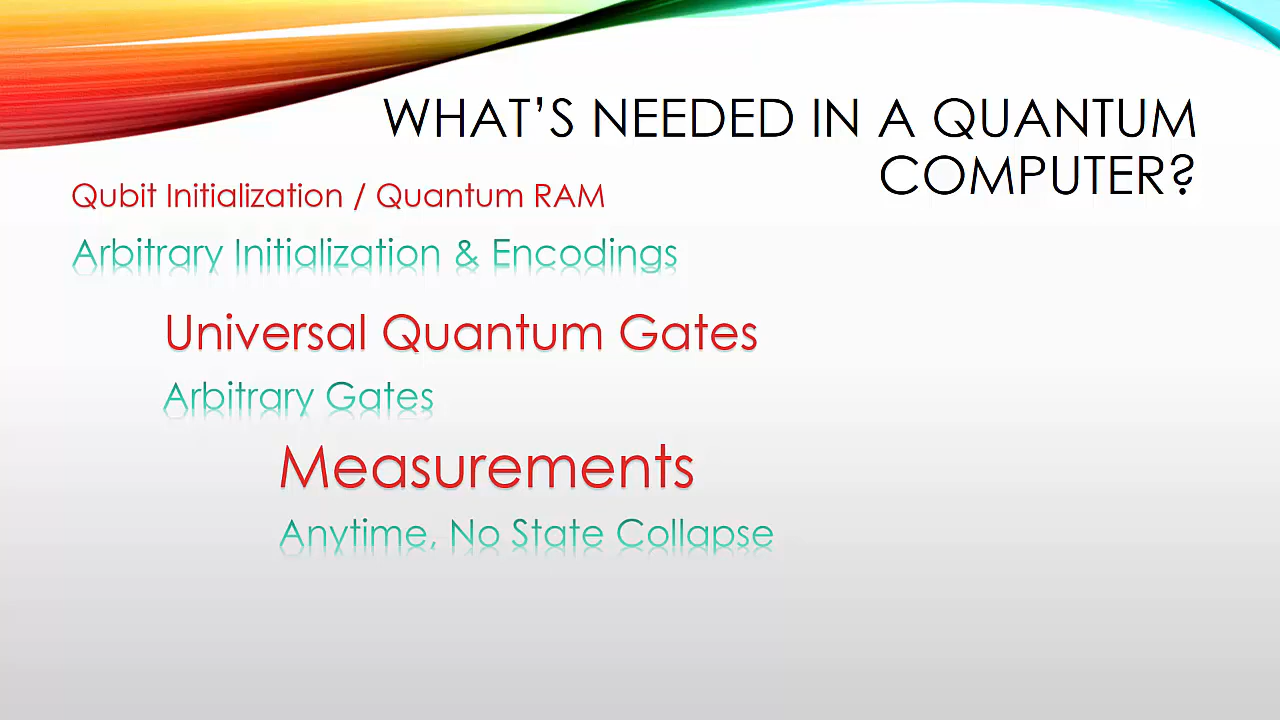 WHAT’S NEEDED IN A QUANTUM
COMPUTER?
Qubit Initialization / Quantum RAM
Arbitrary Initialization & Encodings
Universal Quantum Gates
Arbitrary Gates
Measurements
Anytime, No State Collapse